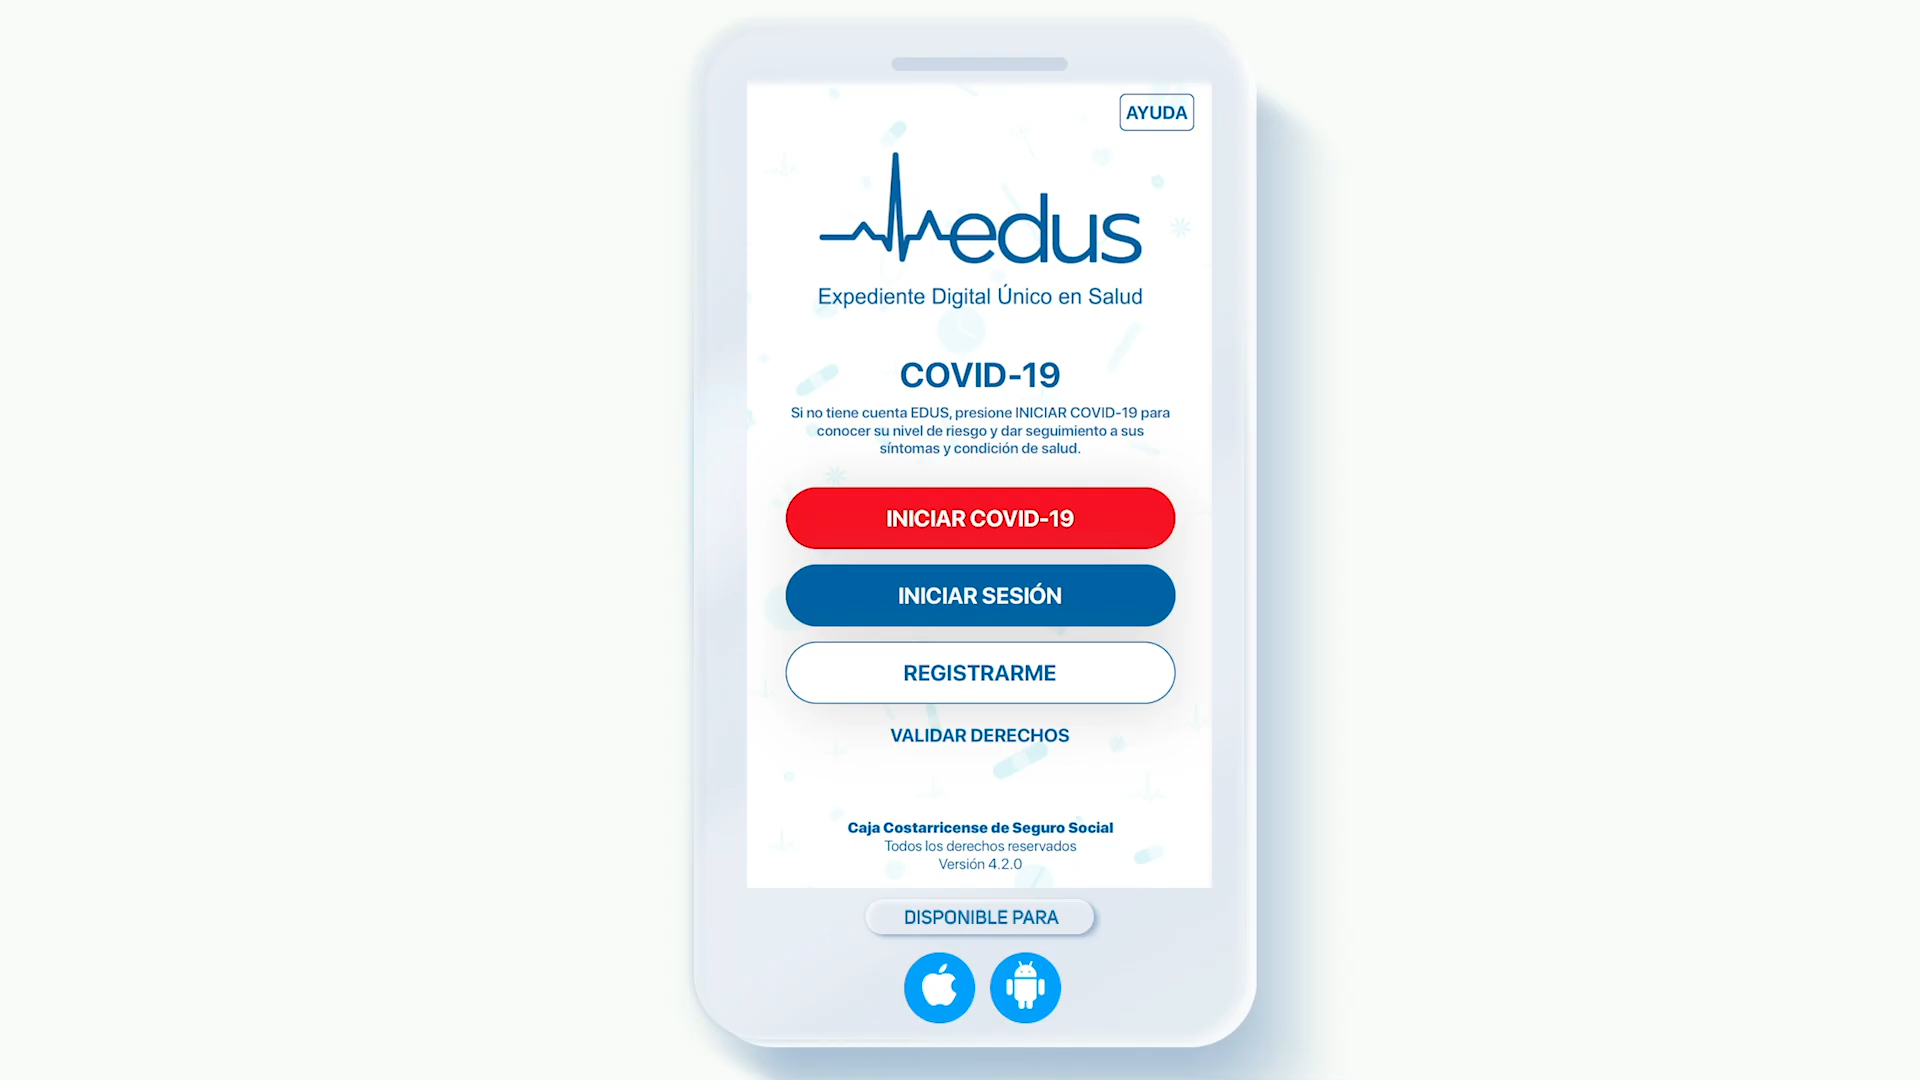 AYUDA
edus
Expediente Digital Único en Salud
COVID-19
Si no tiene cuenta EDUS, presione INICIAR COVID-19 para
conocer su nivel de riesgo y dar seguimiento a sus
síntomas y condición de salud.
INICIAR COVID-19
INICIAR SESIÓN
REGISTRARME
VALIDAR DERECHOS
Caja Costarricense de Seguro Social
Todos los derechos reservados
Versión 4.2.0
DISPONIBLE PARA